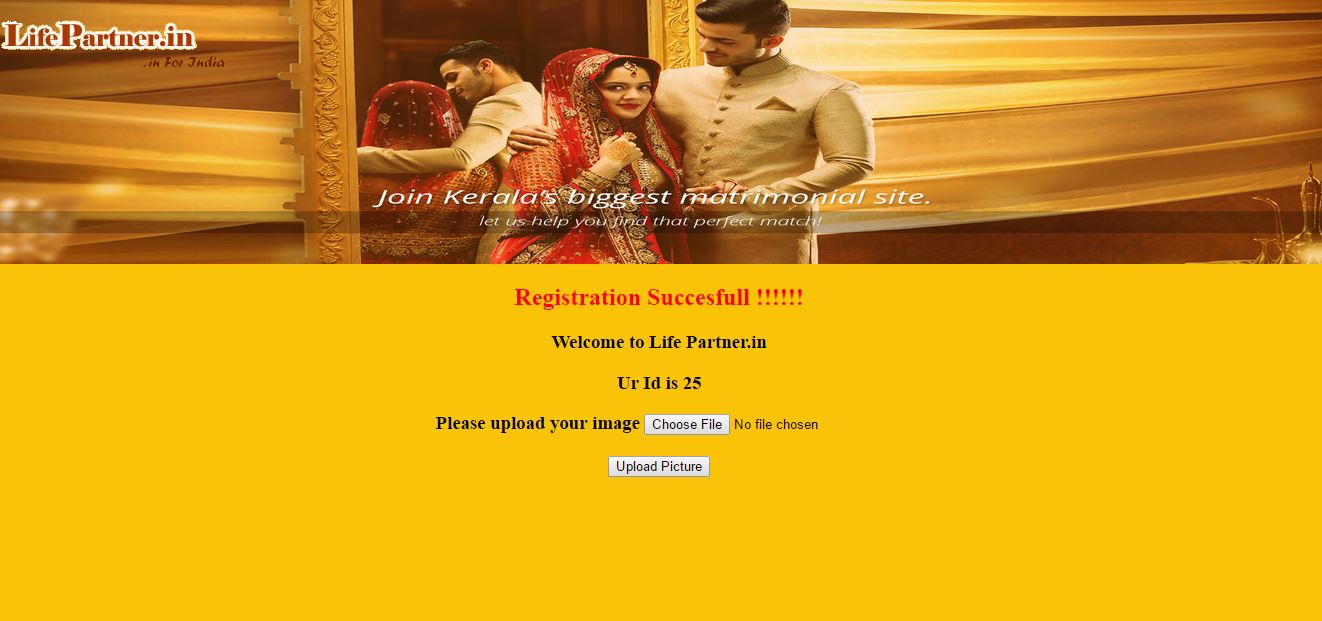 LifePartner.in
.in For India
Join Kerala's biggest matrimonial site.
let us help you find that perfect match!
Registration Succesfull !!!!!!
Welcome to Life Partner.in
Ur Id is 25
Please upload your image Choose File No file chosen
Upload Picture